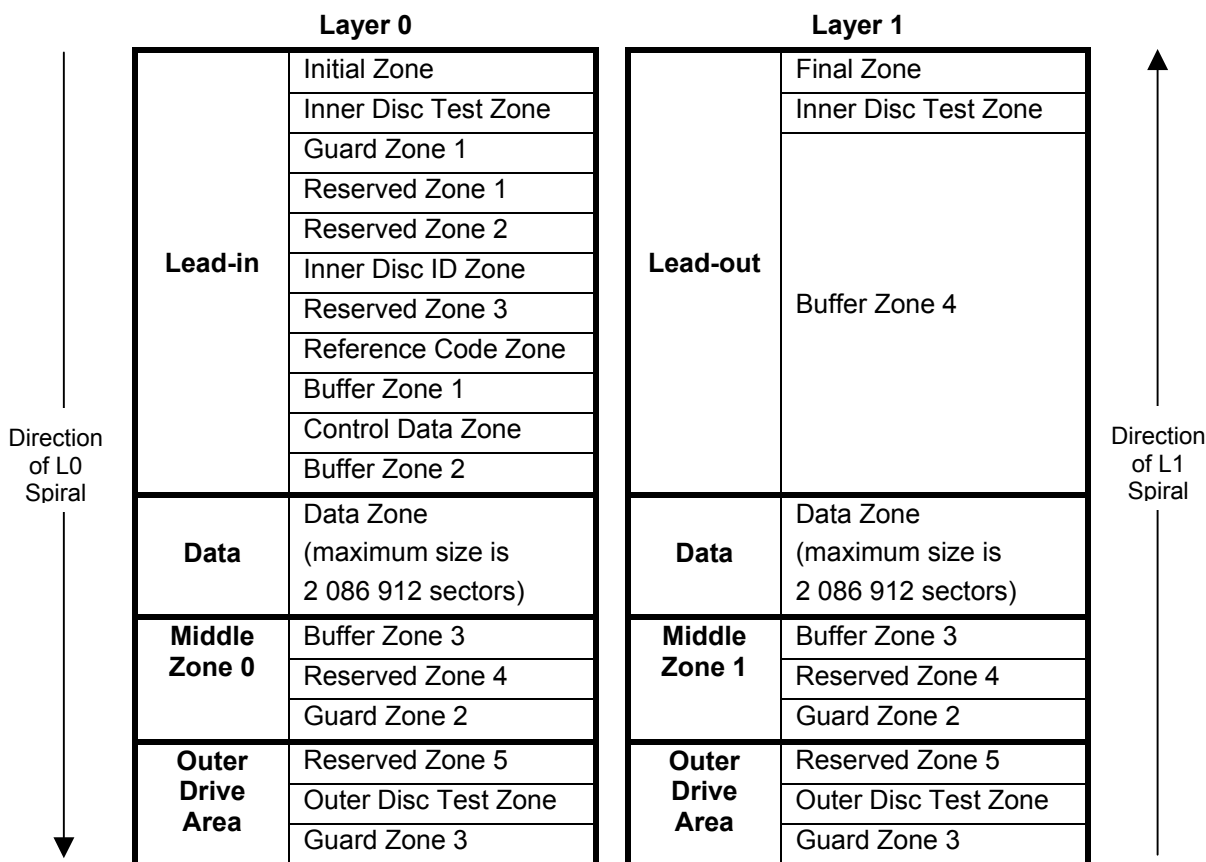 Layer 0
Lead-in
Initial Zone
Inner Disc Test Zone
Guard Zone 1
Reserved Zone 1
Reserved Zone 2
Inner Disc ID Zone
Reserved Zone 3
Reference Code Zone
Buffer Zone 1
Control Data Zone
Buffer Zone 2
Data
Data Zone
(maximum size is
2 086 912 sectors)
Middle
Zone 0
Buffer Zone 3
Reserved Zone 4
Guard Zone 2
Outer
Drive
Area
Reserved Zone 5
Outer Disc Test Zone
Guard Zone 3
Direction
of L0
Spiral
Layer 1
Lead-out
Final Zone
Inner Disc Test Zone
Buffer Zone 4
Data
Data Zone
(maximum size is
2 086 912 sectors)
Middle
Zone 1
Buffer Zone 3
Reserved Zone 4
Guard Zone 2
Outer
Drive
Area
Reserved Zone 5
Outer Disc Test Zone
Guard Zone 3
Direction
of L1
Spiral